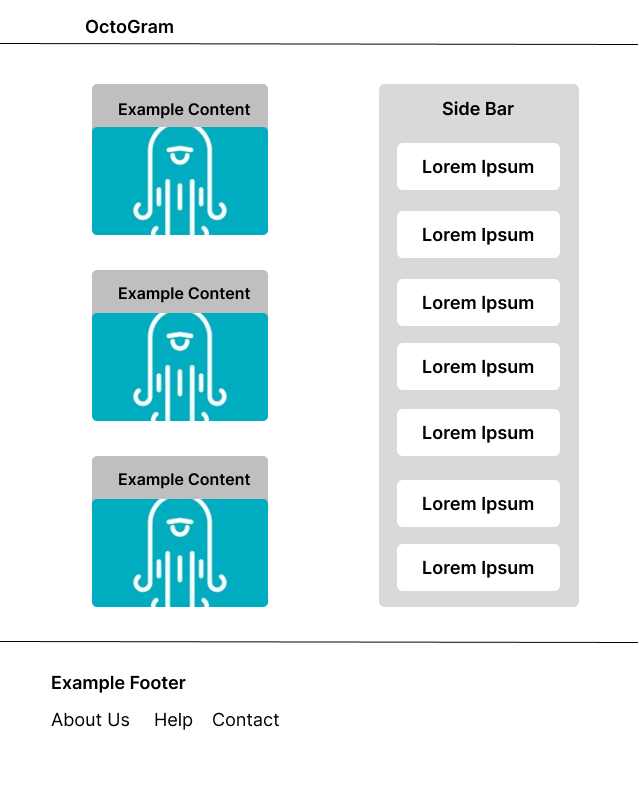 OctoGram
Example Content
Example Content
Example Content
Side Bar
Lorem Ipsum
Lorem Ipsum
Lorem Ipsum
Lorem Ipsum
Lorem Ipsum
Lorem Ipsum
Lorem Ipsum
Example Footer
About Us Help Contact